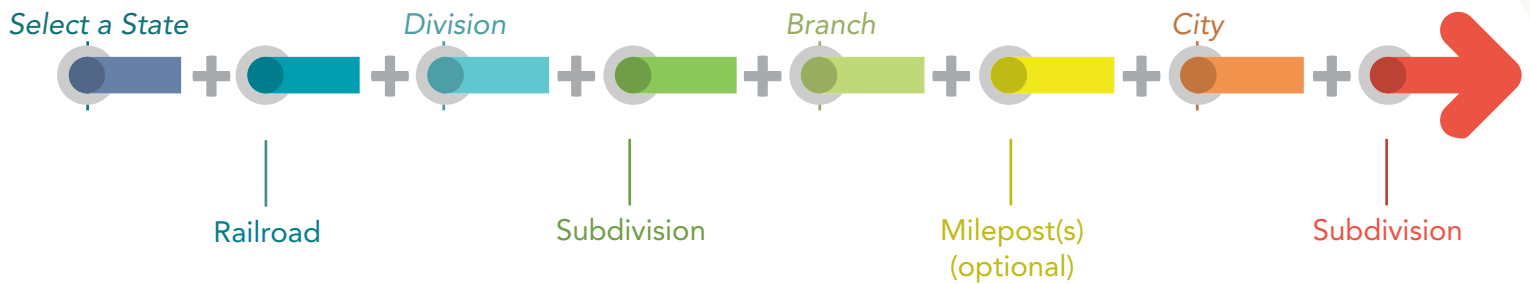 Select a State
Division
Branch
City
Railroad
Subdivision
Milepost(s)
(optional)
Subdivision